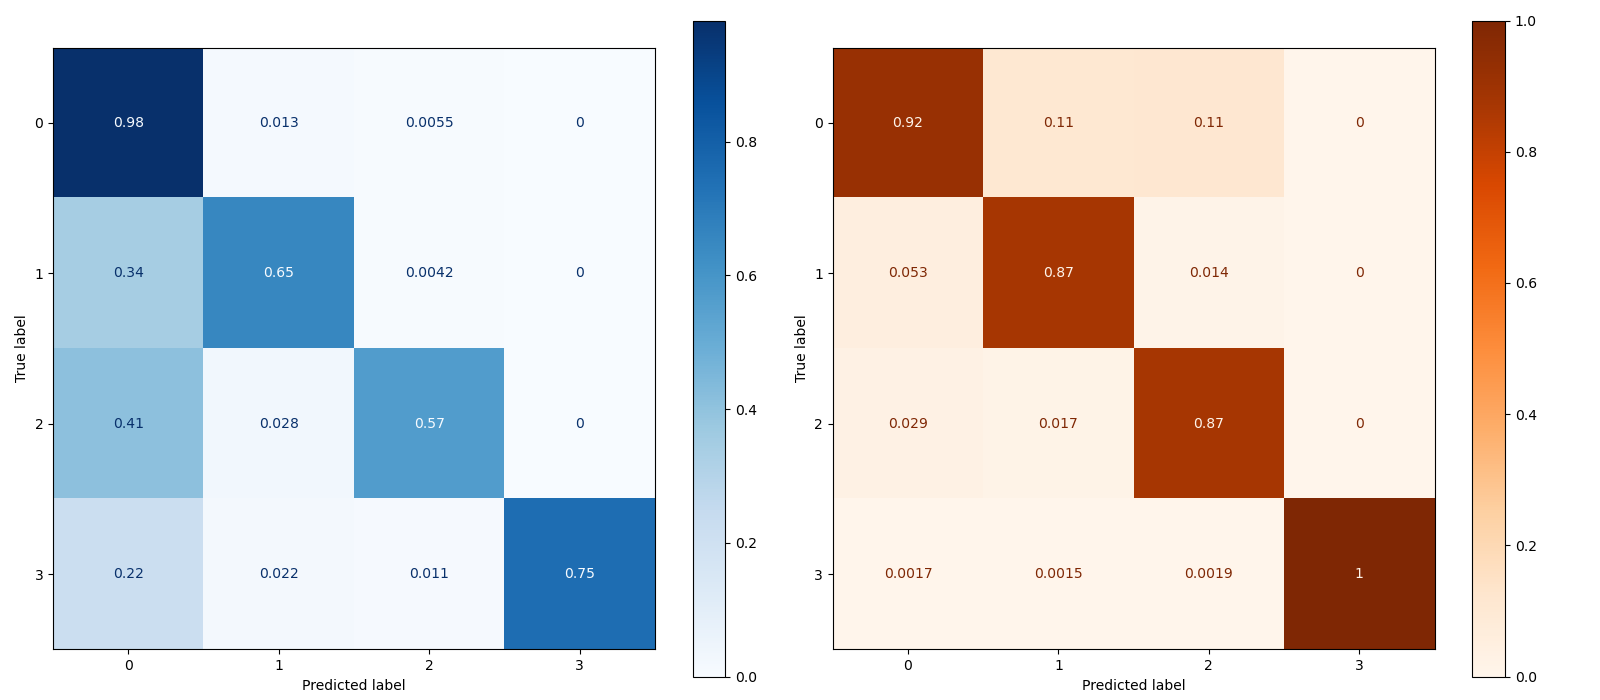 0 0.98 0.013 0.0055 0
1 0.34 0.65 0.0042 0
2 0.41 0.028 0.57 0
3 0.22 0.022 0.011 0.75
0 1 2 3
True label
Predicted label
0.8
0.6
0.4
0.2
0.0
0 0.92 0.11 0.11 0
1 0.053 0.87 0.014 0
2 0.029 0.017 0.87 0
3 0.0017 0.0015 0.0019 1
0 1 2 3
True label
Predicted label
1.0
0.8
0.6
0.4
0.2
0.0